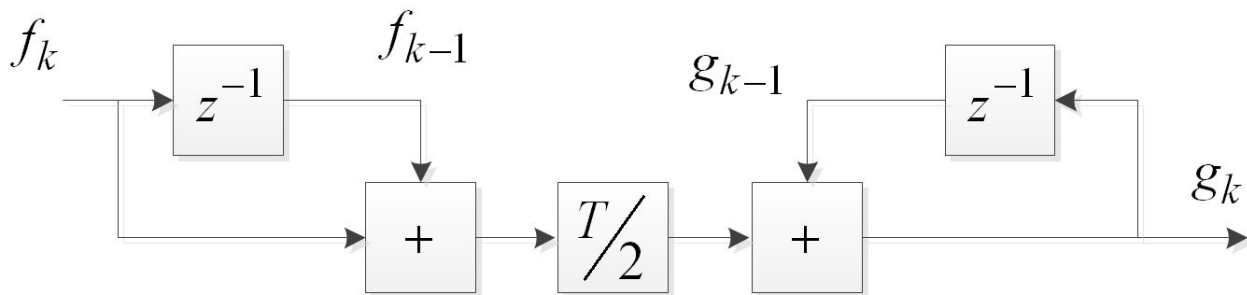 f_k
z^{-1}
f_{k-1}
g_{k-1}
z^{-1}
+
T/2
+
g_k